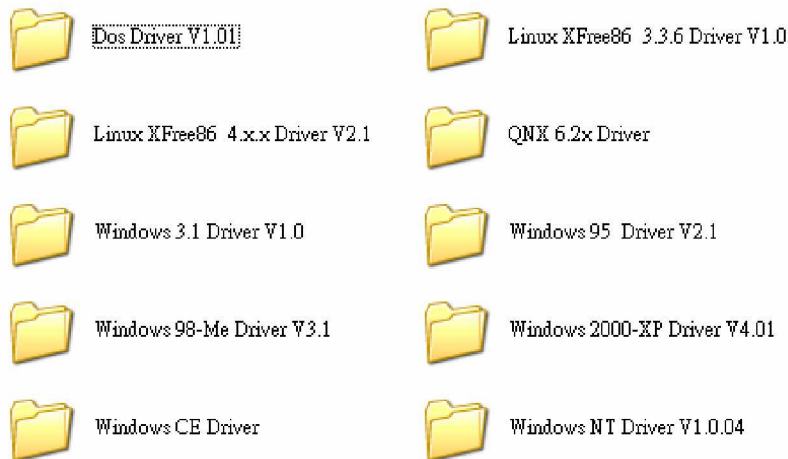 Dos Driver V1.01
Linux XFree86 3.3.6 Driver V1.0
Linux XFree86 4.x.x Driver V2.1
QNX 6.2x Driver
Windows 3.1 Driver V1.0
Windows 95 Driver V2.1
Windows 98-Me Driver V3.1
Windows 2000-XP Driver V4.01
Windows CE Driver
Windows NT Driver V1.0.04